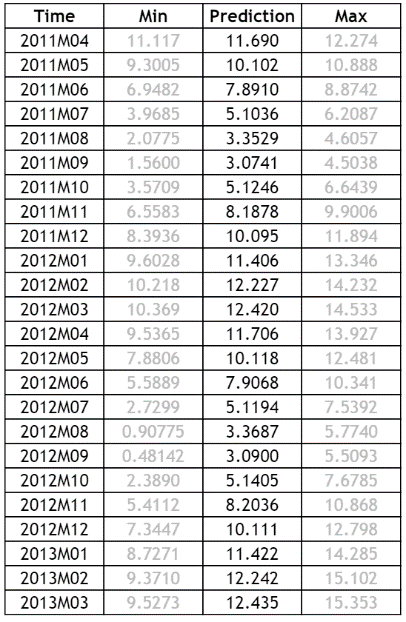 Time Min Prediction Max
2011M04 11.117 11.690 12.274
2011M05 9.3005 10.102 10.888
2011M06 6.9482 7.8910 8.8742
2011M07 3.9685 5.1036 6.2087
2011M08 2.0775 3.3529 4.6057
2011M09 1.5600 3.0741 4.5038
2011M10 3.5709 5.1246 6.6439
2011M11 6.5583 8.1878 9.9006
2011M12 8.3936 10.095 11.894
2012M01 9.6028 11.406 13.346
2012M02 10.218 12.227 14.232
2012M03 10.369 12.420 14.533
2012M04 9.5365 11.706 13.927
2012M05 7.8806 10.118 12.481
2012M06 5.5889 7.9068 10.341
2012M07 2.7299 5.1194 7.5392
2012M08 0.90775 3.3687 5.7740
2012M09 0.48142 3.0900 5.5093
2012M10 2.3890 5.1405 7.6785
2012M11 5.4112 8.2036 10.868
2012M12 7.3447 10.111 12.798
2013M01 8.7271 11.422 14.285
2013M02 9.3710 12.242 15.102
2013M03 9.5273 12.435 15.353